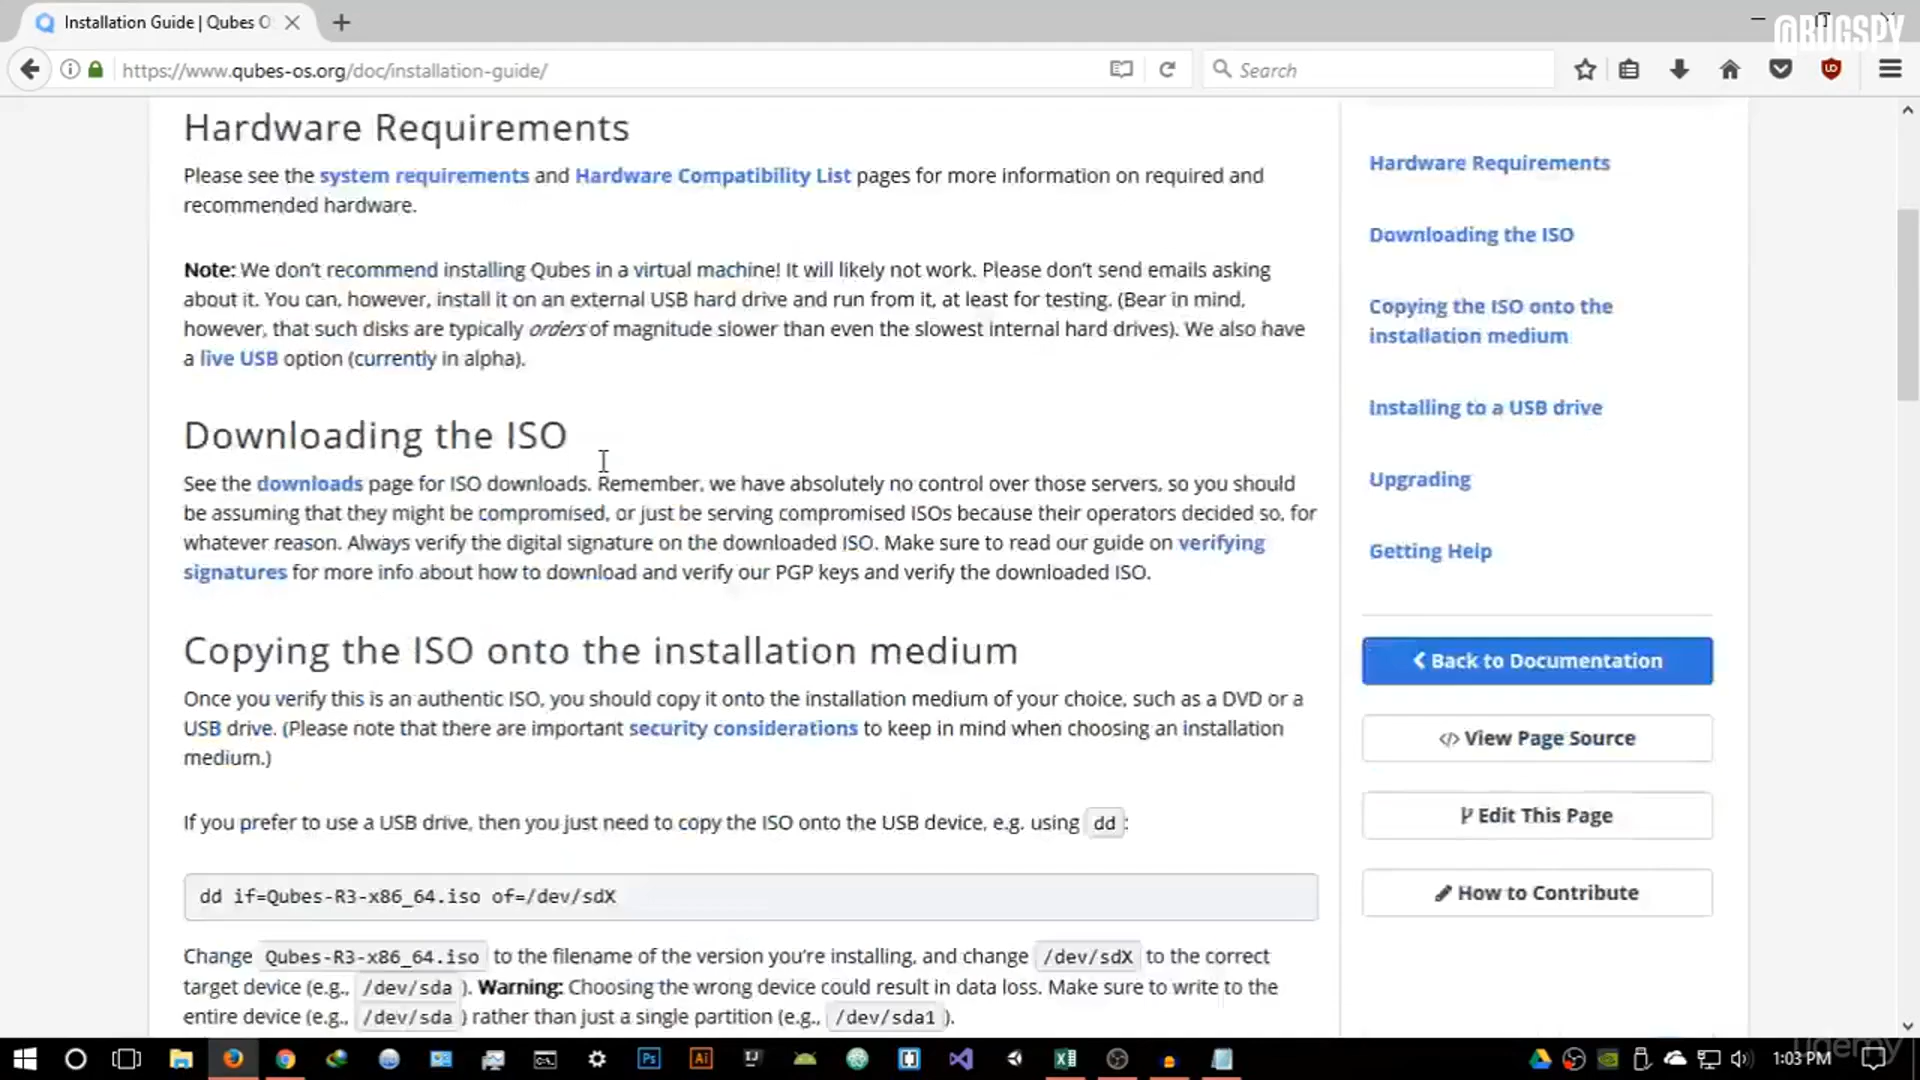 Installation Guide | Qubes O
@BUGSPY
https://www.qubes-os.org/doc/installation-guide/
Search
Hardware Requirements
Please see the system requirements and Hardware Compatibility List pages for more information on required and
recommended hardware.
Note: We don't recommend installing Qubes in a virtual machine! It will likely not work. Please don't send emails asking
about it. You can, however, install it on an external USB hard drive and run from it, at least for testing. (Bear in mind,
however, that such disks are typically orders of magnitude slower than even the slowest internal hard drives). We also have
a live USB option (currently in alpha).
Downloading the ISO
See the downloads page for ISO downloads. Remember, we have absolutely no control over those servers, so you should
be assuming that they might be compromised, or just be serving compromised ISOs because their operators decided so, for
whatever reason. Always verify the digital signature on the downloaded ISO. Make sure to read our guide on verifying
signatures for more info about how to download and verify our PGP keys and verify the downloaded ISO.
Copying the ISO onto the installation medium
Once you verify this is an authentic ISO, you should copy it onto the installation medium of your choice, such as a DVD or a
USB drive. (Please note that there are important security considerations to keep in mind when choosing an installation
medium.)
If you prefer to use a USB drive, then you just need to copy the ISO onto the USB device, e.g. using dd:
dd if=Qubes-R3-x86_64.iso of=/dev/sdX
Change Qubes-R3-x86_64.iso to the filename of the version you're installing, and change /dev/sdX to the correct
target device (e.g., /dev/sda ). Warning: Choosing the wrong device could result in data loss. Make sure to write to the
entire device (e.g., /dev/sda ) rather than just a single partition (e.g., /dev/sda1 ).
Hardware Requirements
Downloading the ISO
Copying the ISO onto the
installation medium
Installing to a USB drive
Upgrading
Getting Help
Back to Documentation
</> View Page Source
Edit This Page
How to Contribute
Ps
Ai
IJ
1:03 PM
udemy